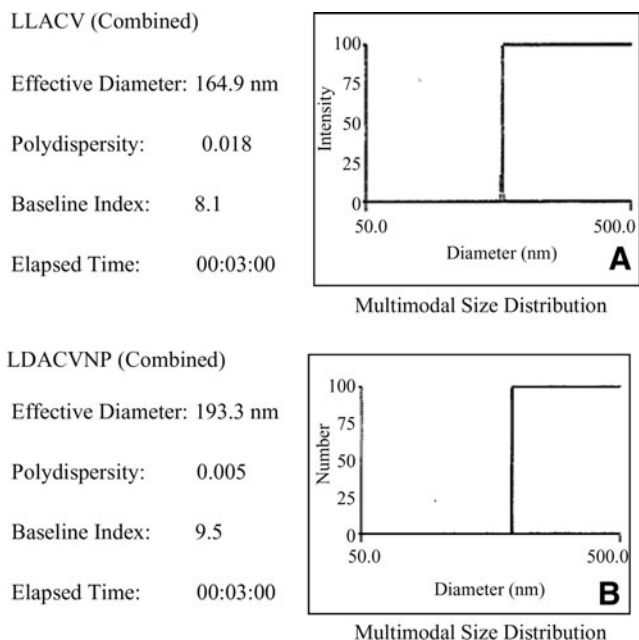 LLACV (Combined)
Effective Diameter: 164.9 nm
Polydispersity: 0.018
Baseline Index: 8.1
Elapsed Time: 00:03:00
100
75
50
25
0
Intensity
50.0
500.0
Diameter (nm)
A
Multimodal Size Distribution
LDACVNP (Combined)
Effective Diameter: 193.3 nm
Polydispersity: 0.005
Baseline Index: 9.5
Elapsed Time: 00:03:00
100
75
50
25
0
Number
50.0
500.0
Diameter (nm)
B
Multimodal Size Distribution